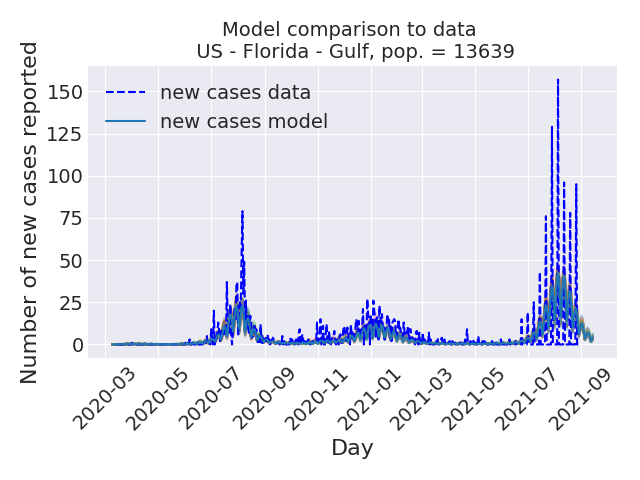 Model comparison to data
US - Florida - Gulf, pop. = 13639
Number of new cases reported
150
125
100
75
50
25
0
new cases data
new cases model
2020-03
2020-05
2020-07
2020-09
2020-11
2021-01
2021-03
2021-05
2021-07
2021-09
Day